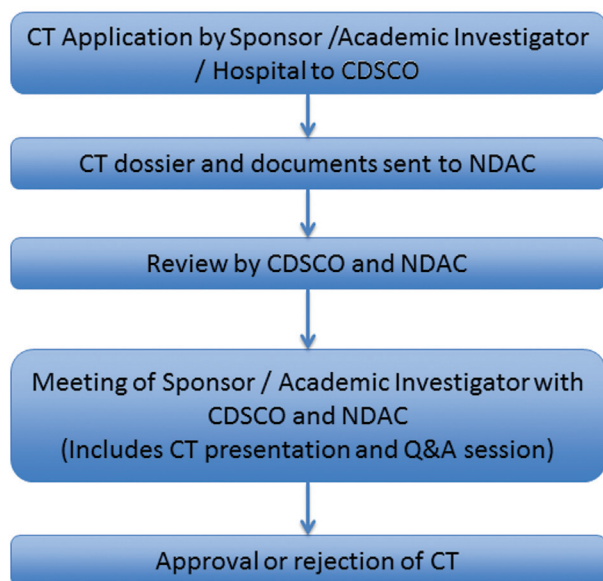 CT Application by Sponsor /Academic Investigator
/ Hospital to CDSCO
CT dossier and documents sent to NDAC
Review by CDSCO and NDAC
Meeting of Sponsor / Academic Investigator with
CDSCO and NDAC
(Includes CT presentation and Q&A session)
Approval or rejection of CT